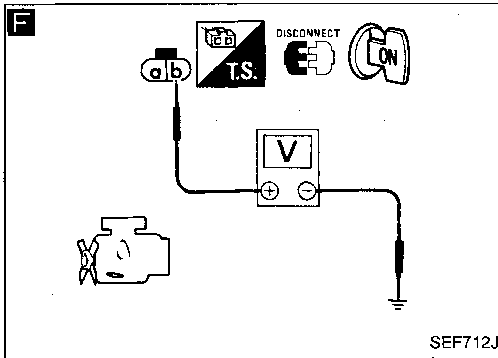 F
DISCONNECT
T.S.
ON
a b
V
+ −
SEF712J